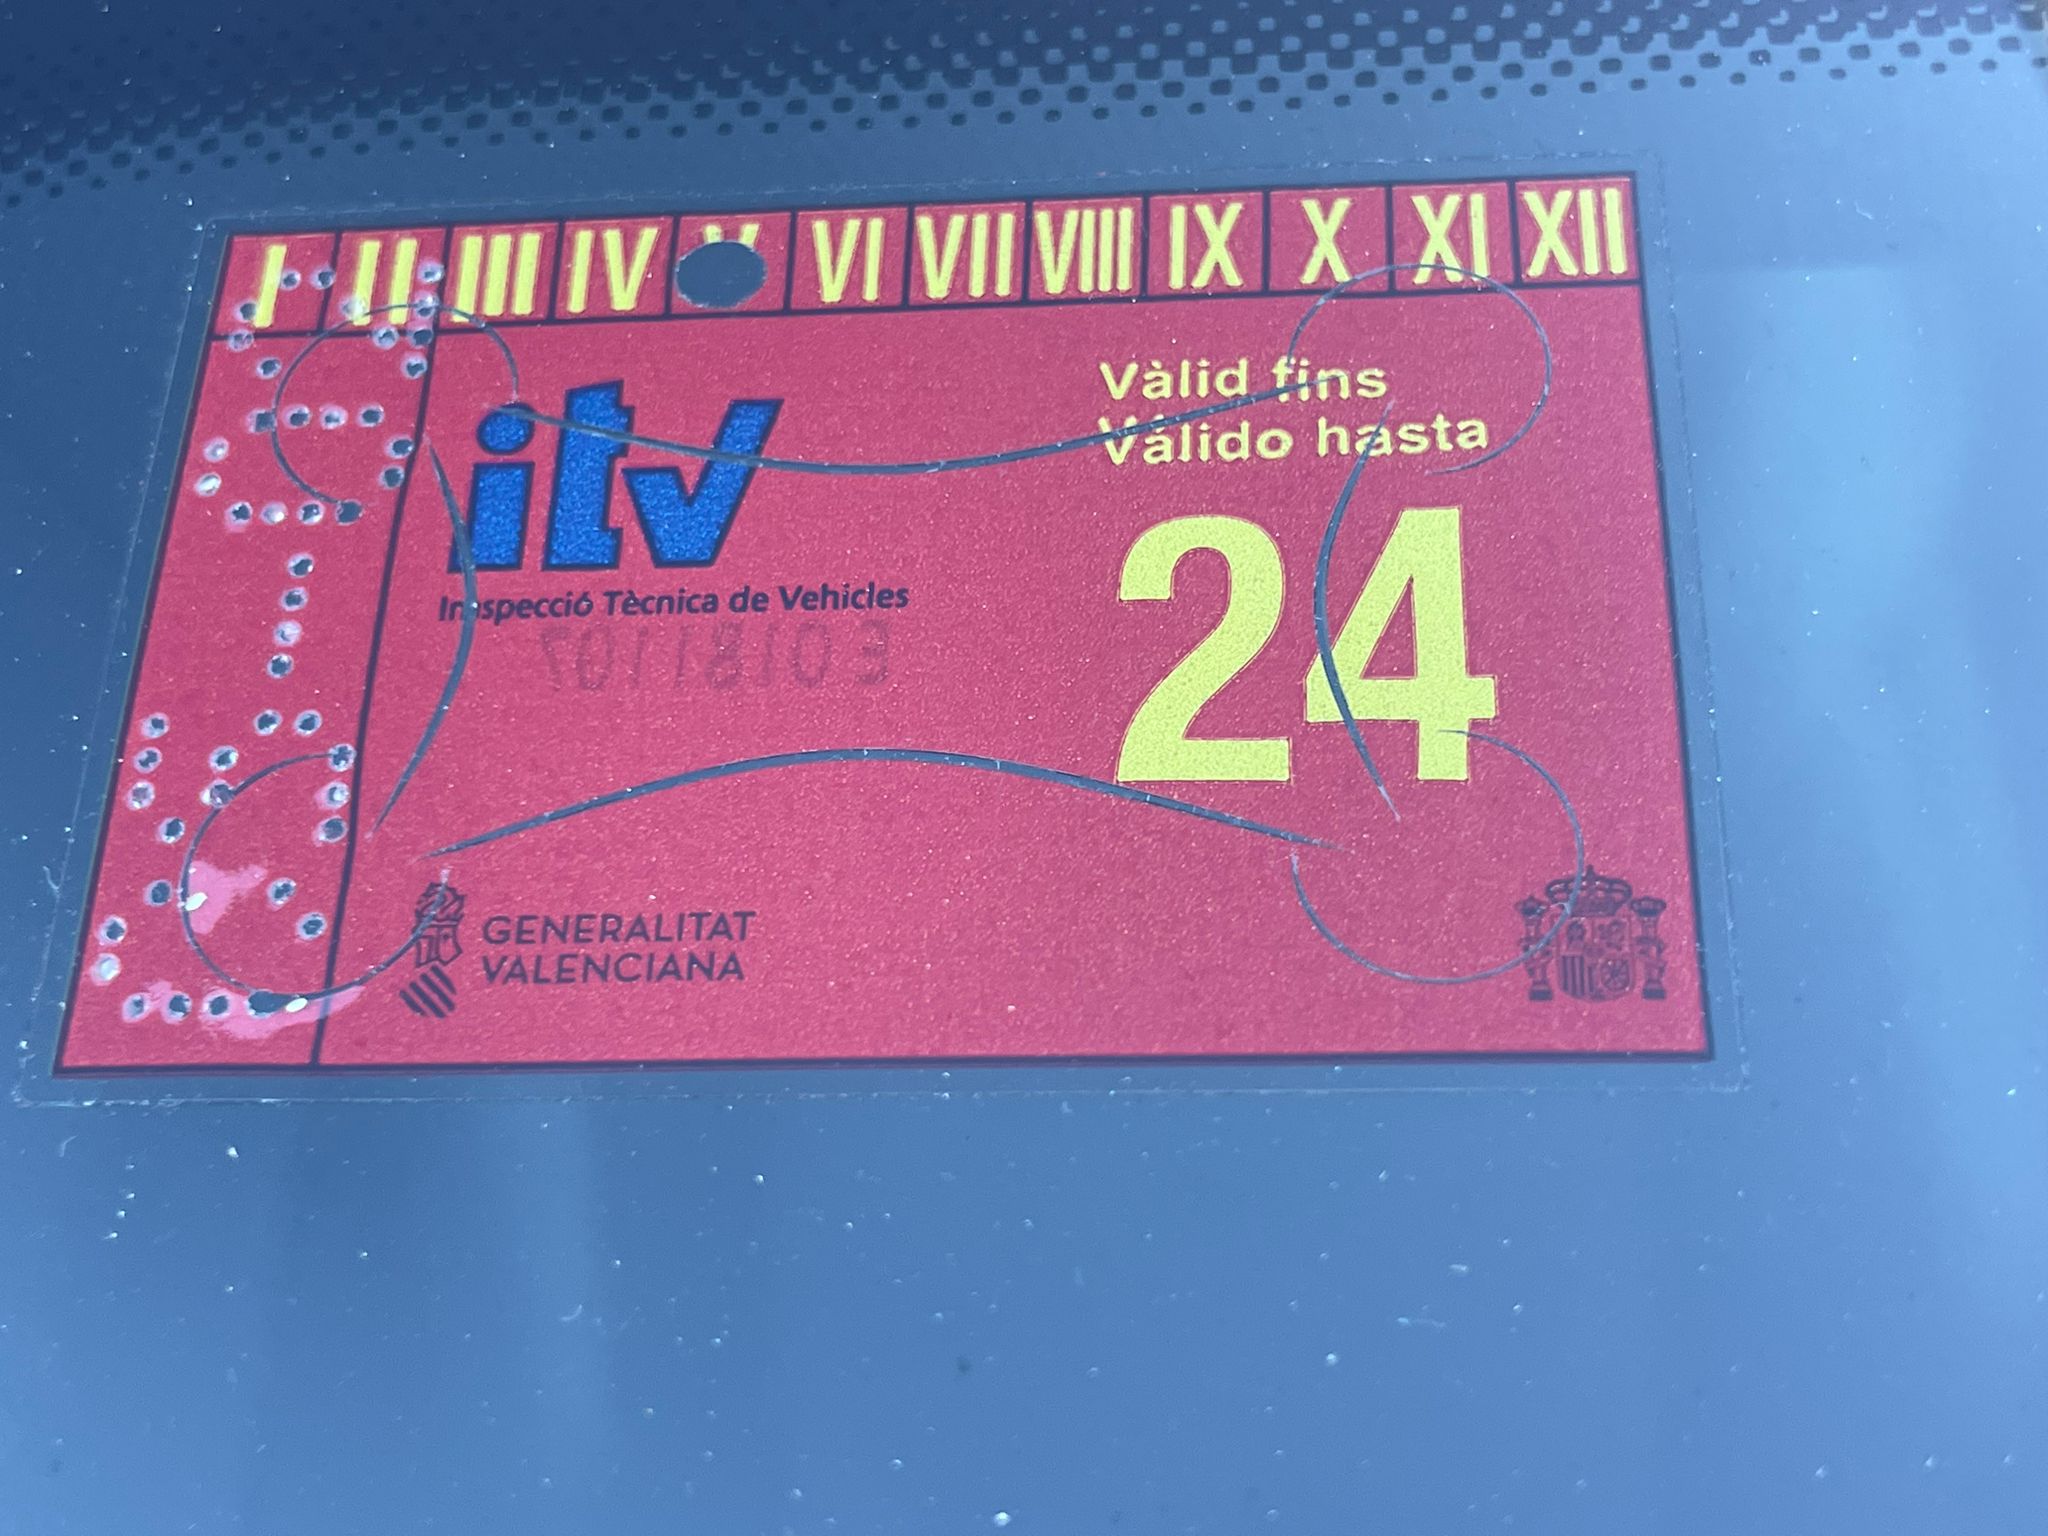 I II III IV V VI VII VIII IX X XI XII
itv
Inspecció Tècnica de Vehicles
Vàlid fins
Válido hasta
24
GENERALITAT
VALENCIANA